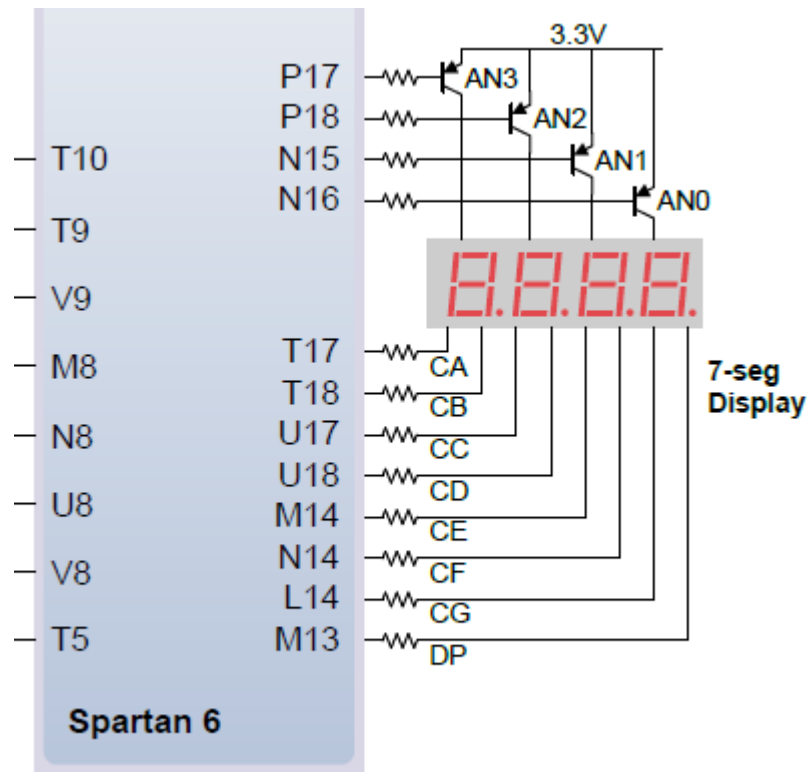 3.3V
P17 AN3
P18 AN2
T10 N15 AN1
N16 AN0
T9
V9
T17 CA
M8 7-seg
T18 CB Display
N8 U17 CC
U18 CD
U8 M14 CE
N14 CF
V8
L14 CG
T5 M13 DP
Spartan 6